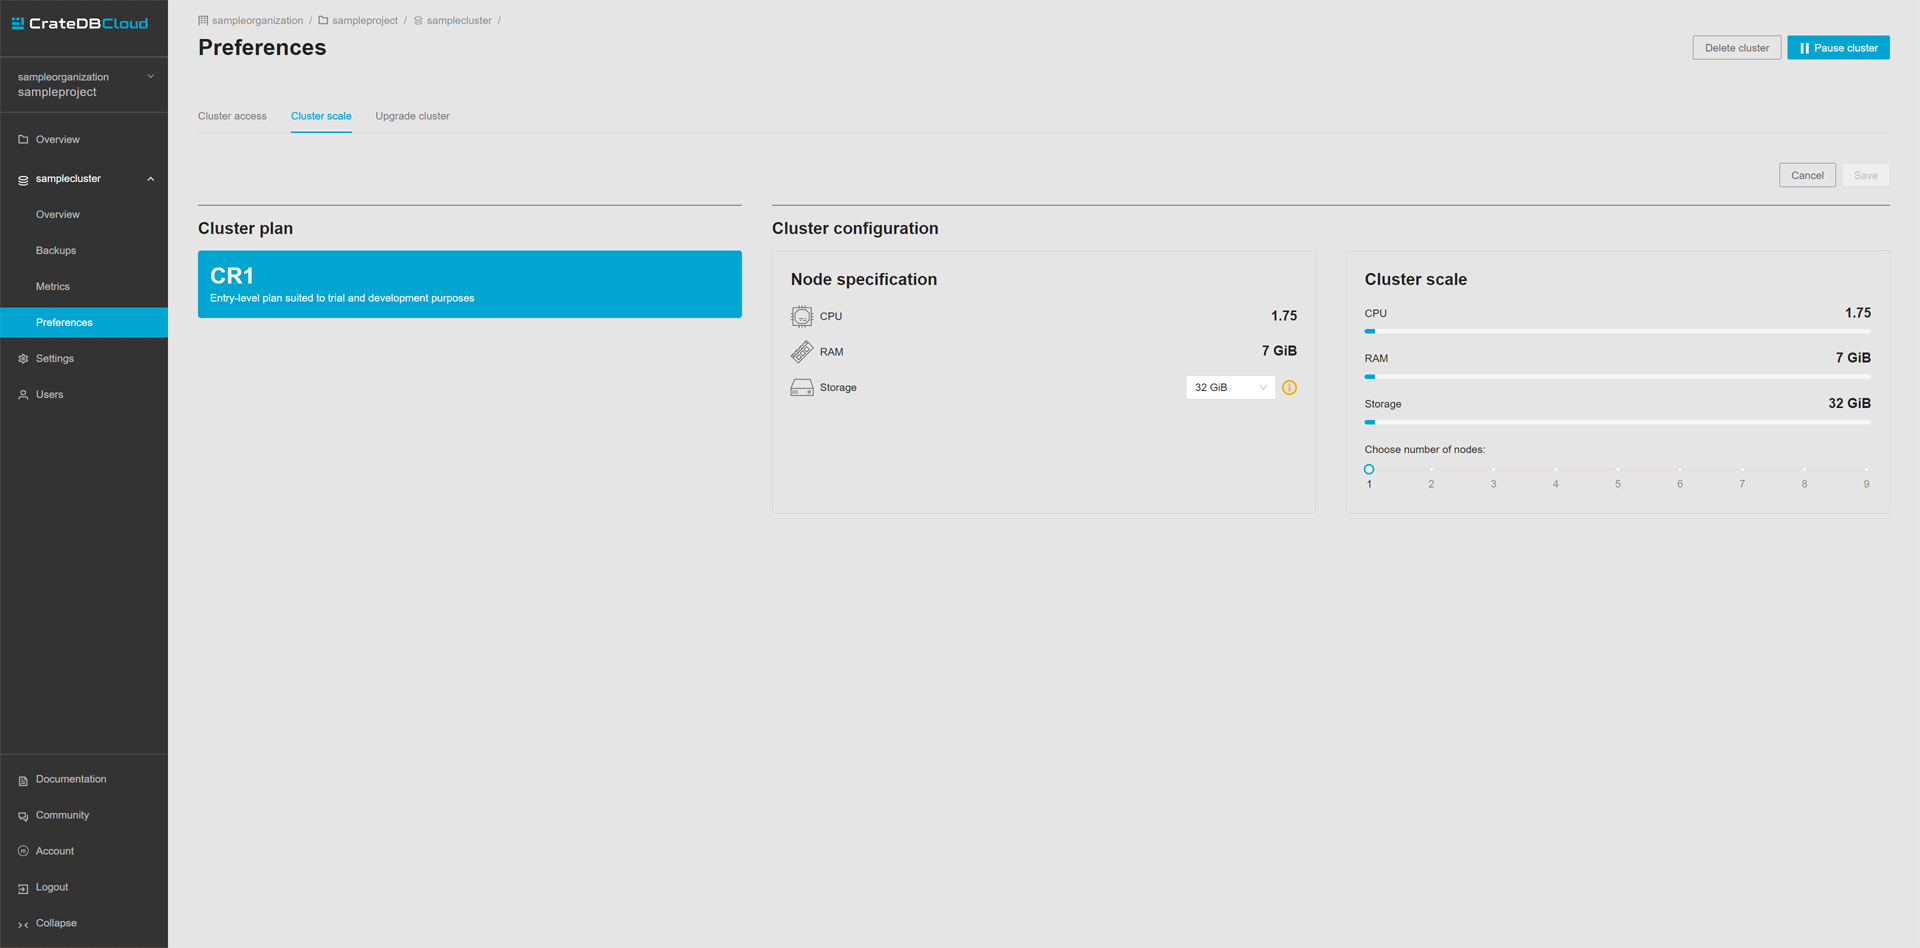 CrateDBCloud
sampleorganization
sampleproject
Overview
samplecluster
Overview
Backups
Metrics
Preferences
Settings
Users
Documentation
Community
Account
Logout
Collapse
sampleorganization / sampleproject / samplecluster /
Preferences
Delete cluster
Pause cluster
Cluster access
Cluster scale
Upgrade cluster
Cancel
Save
Cluster plan
CR1
Entry-level plan suited to trial and development purposes
Cluster configuration
Node specification
CPU 1.75
RAM 7 GiB
Storage 32 GiB
Cluster scale
CPU 1.75
RAM 7 GiB
Storage 32 GiB
Choose number of nodes:
1 2 3 4 5 6 7 8 9